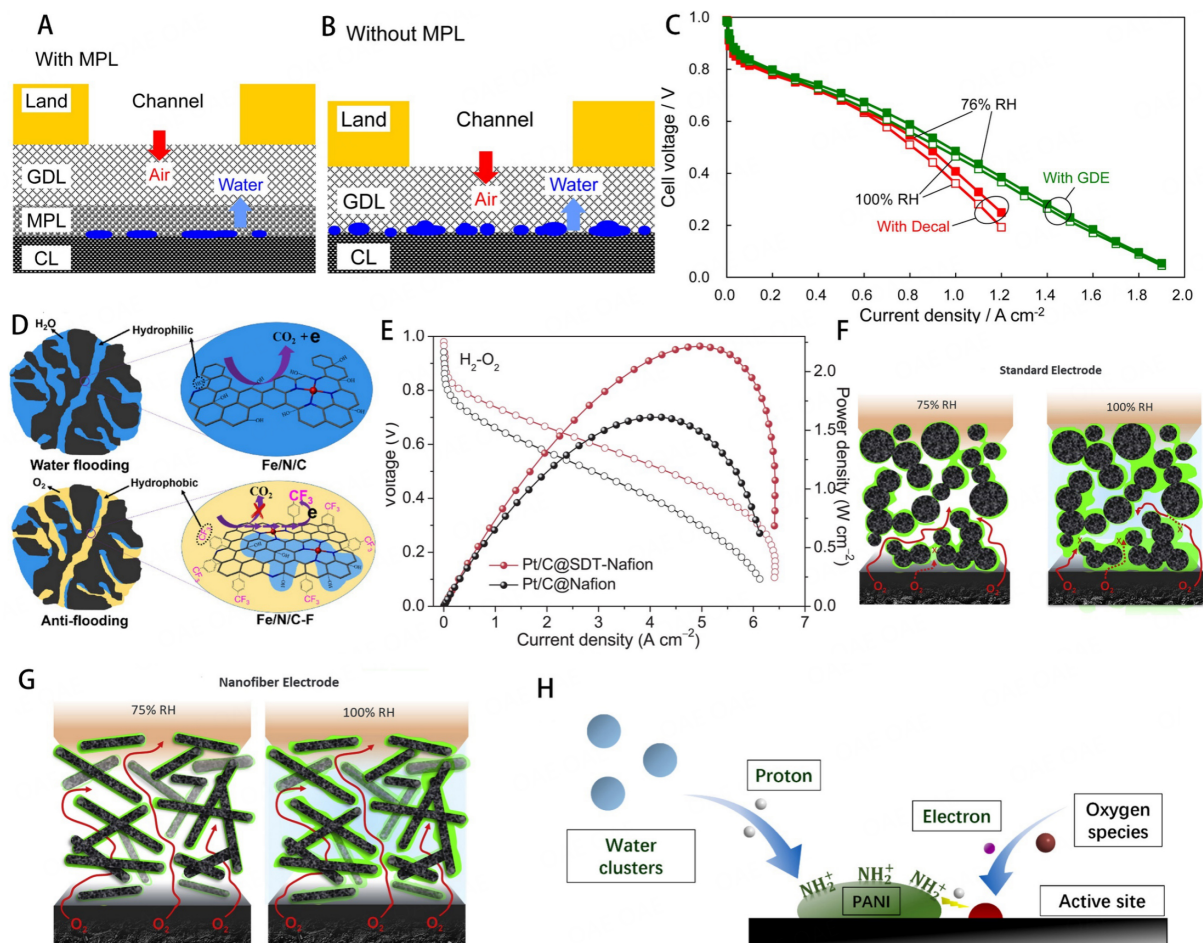 A
With MPL
Land
Channel
Air
GDL
Water
MPL
CL
B
Without MPL
Land
Channel
Air
Water
GDL
CL
C
Cell voltage / V
1.0
0.8
0.6
0.4
0.2
0.0
76% RH
100% RH
With GDE
With Decal
0.0 0.2 0.4 0.6 0.8 1.0 1.2 1.4 1.6 1.8 2.0
Current density / A cm-2
D
H2O
Hydrophilic
Water flooding
CO2 + e
OH
HO
Fe/N/C
O2
Hydrophobic
Anti-flooding
CO2
CF3
e
Fe/N/C-F
E
voltage (V)
1.0
0.8
0.6
0.4
0.2
0.0
H2-O2
Pt/C@SDT-Nafion
Pt/C@Nafion
2.0
1.5
1.0
0.5
0.0
Power density (W cm−2)
0 1 2 3 4 5 6 7
Current density (A cm−2)
F
Standard Electrode
75% RH
100% RH
O2 O2 O2
O2 O2 O2
G
Nanofiber Electrode
75% RH
100% RH
O2 O2 O2
O2 O2 O2
H
Proton
Water
clusters
Electron
Oxygen
species
NH2+ NH2+ NH2+
PANI
Active site